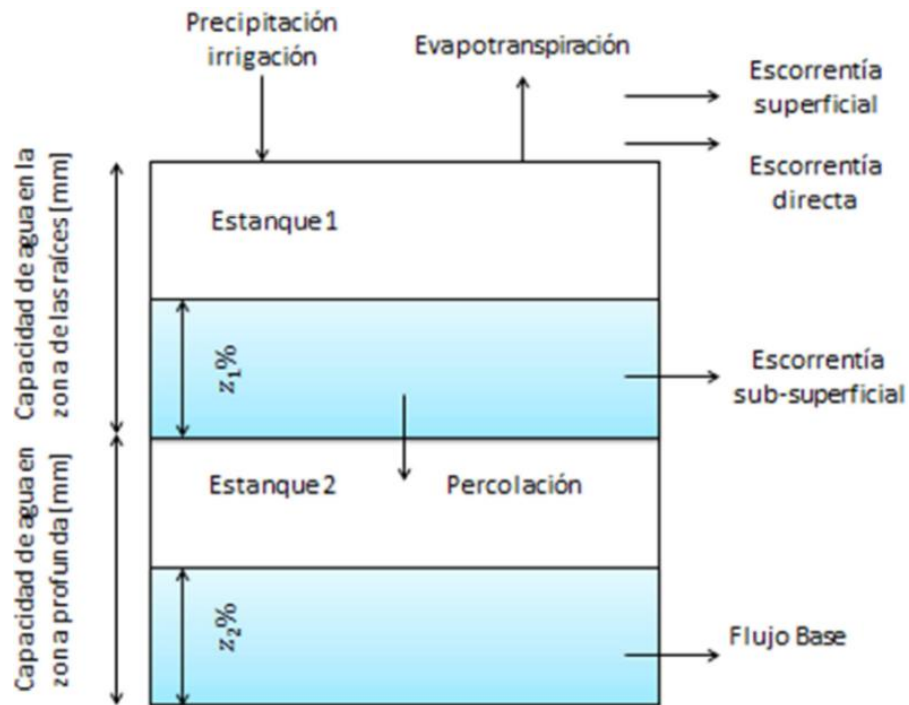 Precipitación
irrigación
Evapotranspiración
Escorrentía
superficial
Escorrentía
directa
Capacidad de agua en la
zona de las raíces [mm]
Estanque 1
z₁%
Escorrentía
sub-superficial
Capacidad de agua en
zona profunda [mm]
Estanque 2
Percolación
z₂%
Flujo Base